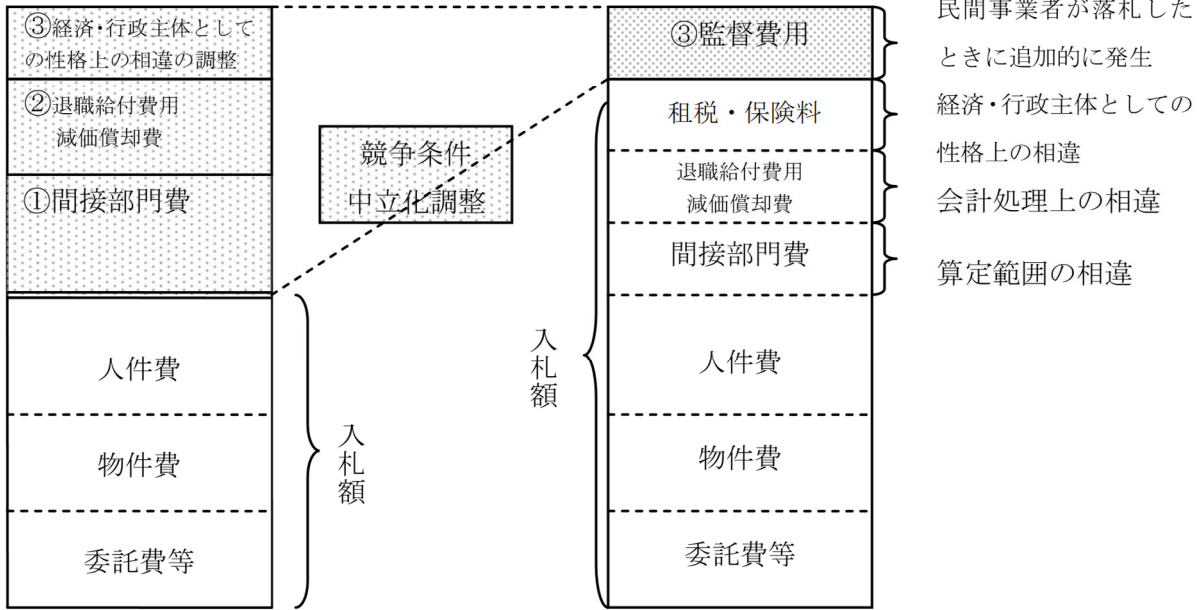 ③経済・行政主体として
の性格上の相違の調整
②退職給付費用
減価償却費
①間接部門費
人件費
物件費
委託費等
入札額
競争条件
中立化調整
入札額
③監督費用
租税・保険料
退職給付費用
減価償却費
間接部門費
人件費
物件費
委託費等
民間事業者が落札した
ときに追加的に発生
経済・行政主体としての
性格上の相違
会計処理上の相違
算定範囲の相違